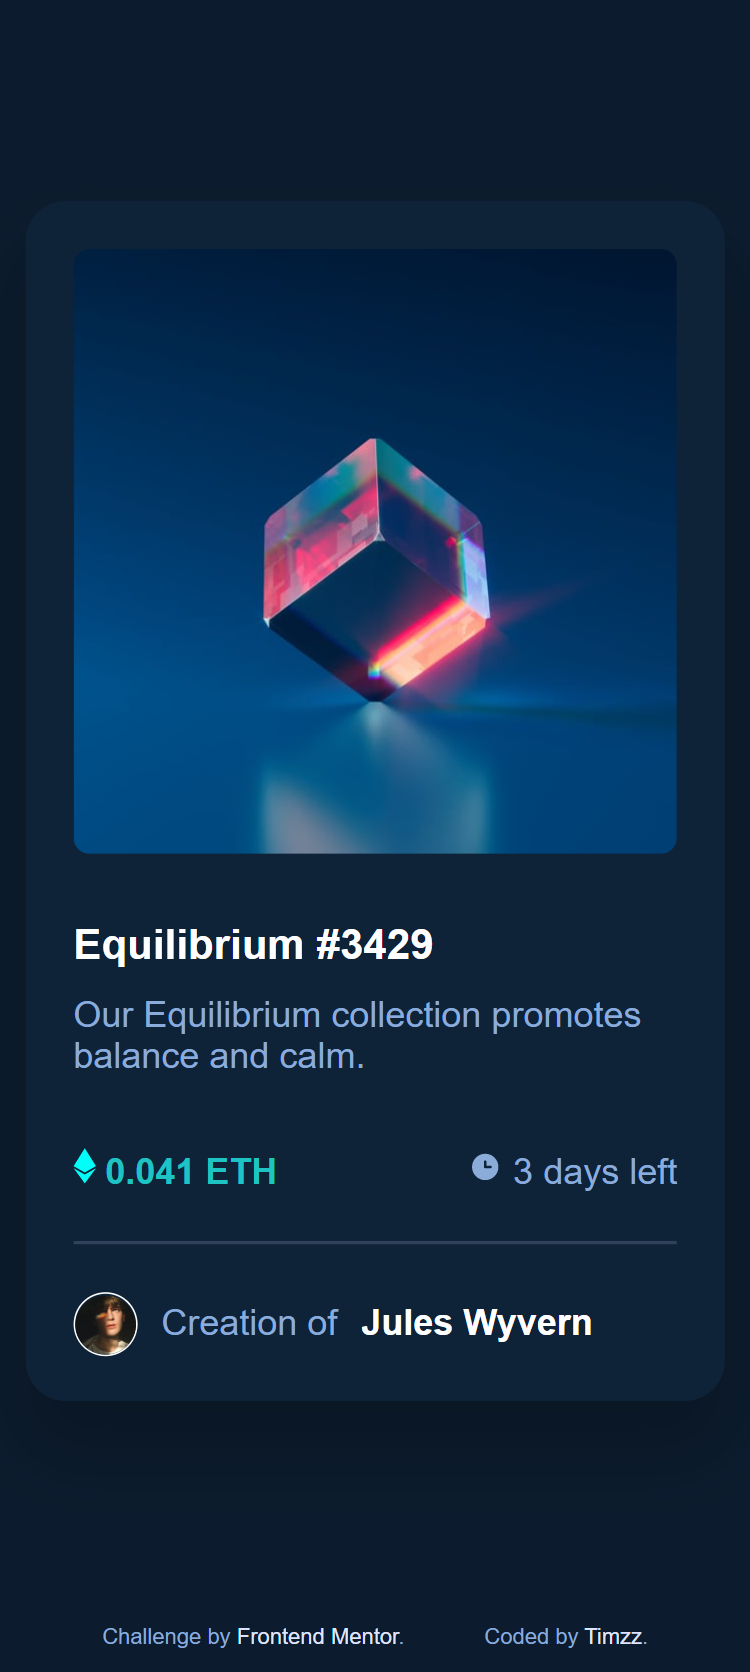 Equilibrium #3429
Our Equilibrium collection promotes
balance and calm.
0.041 ETH 3 days left
Creation of Jules Wyvern
Challenge by Frontend Mentor. Coded by Timzz.